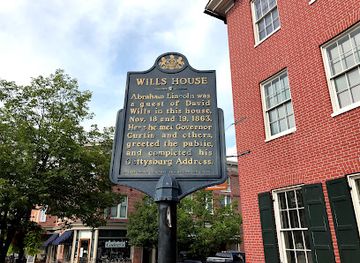 WILLS HOUSE
Abraham Lincoln was
a guest of David
Wills in this house,
Nov. 18 and 19, 1863.
Here he met Governor
Curtin and others,
greeted the public,
and completed his
Gettysburg Address.